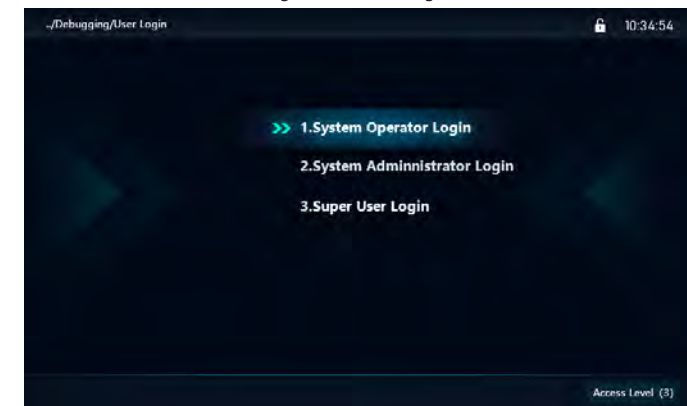 ../Debugging/User Login
10:34:54
>> 1.System Operator Login
2.System Adminnistrator Login
3.Super User Login
Access Level (3)